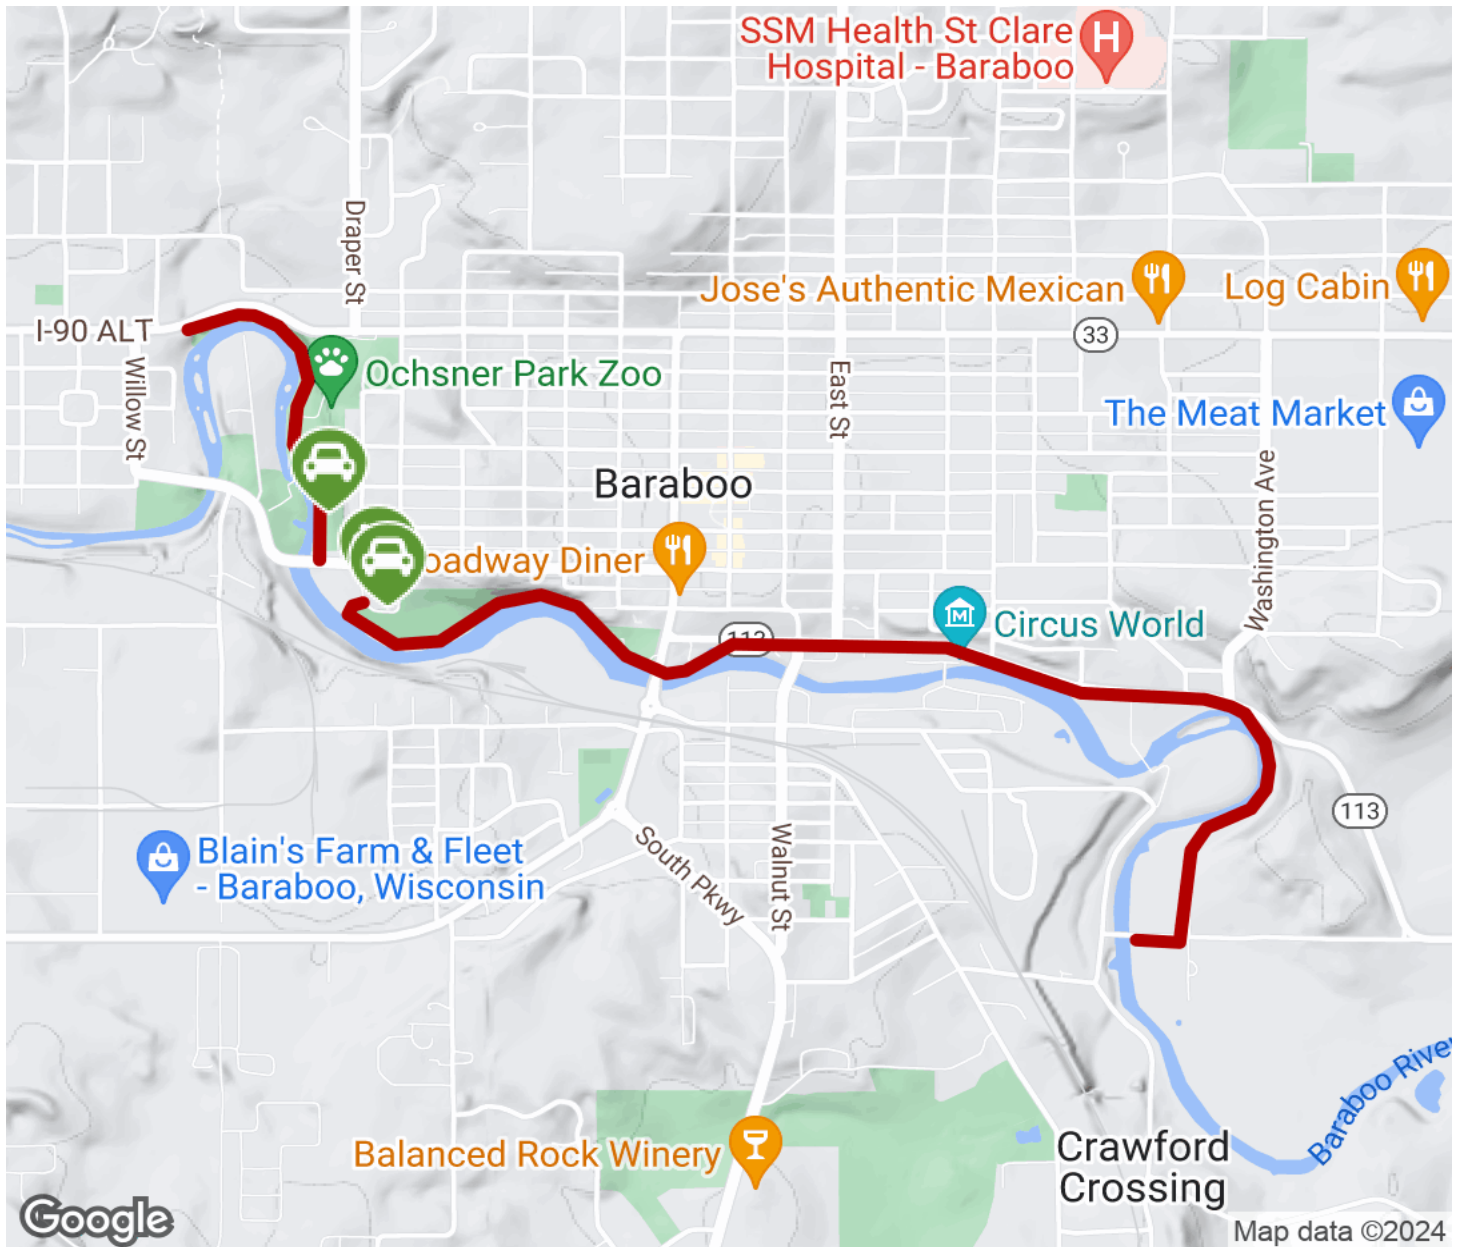 SSM Health St Clare
Hospital - Baraboo
H
Draper St
Jose's Authentic Mexican
Log Cabin
I-90 ALT
33
Willow St
Ochsner Park Zoo
East St
The Meat Market
Baraboo
Washington Ave
oadway Diner
112
M
Circus World
113
Blain's Farm & Fleet
- Baraboo, Wisconsin
South Pkwy
Walnut St
Baraboo River
Balanced Rock Winery
Crawford
Crossing
Google
Map data ©2024